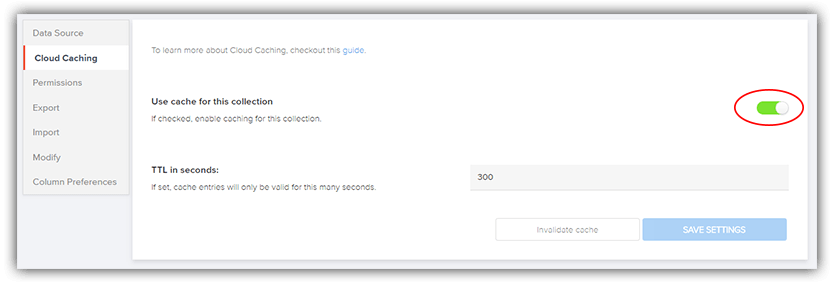 Data Source
Cloud Caching
Permissions
Export
Import
Modify
Column Preferences
To learn more about Cloud Caching, checkout this guide.
Use cache for this collection
If checked, enable caching for this collection.
TTL in seconds:
If set, cache entries will only be valid for this many seconds.
300
Invalidate cache
SAVE SETTINGS